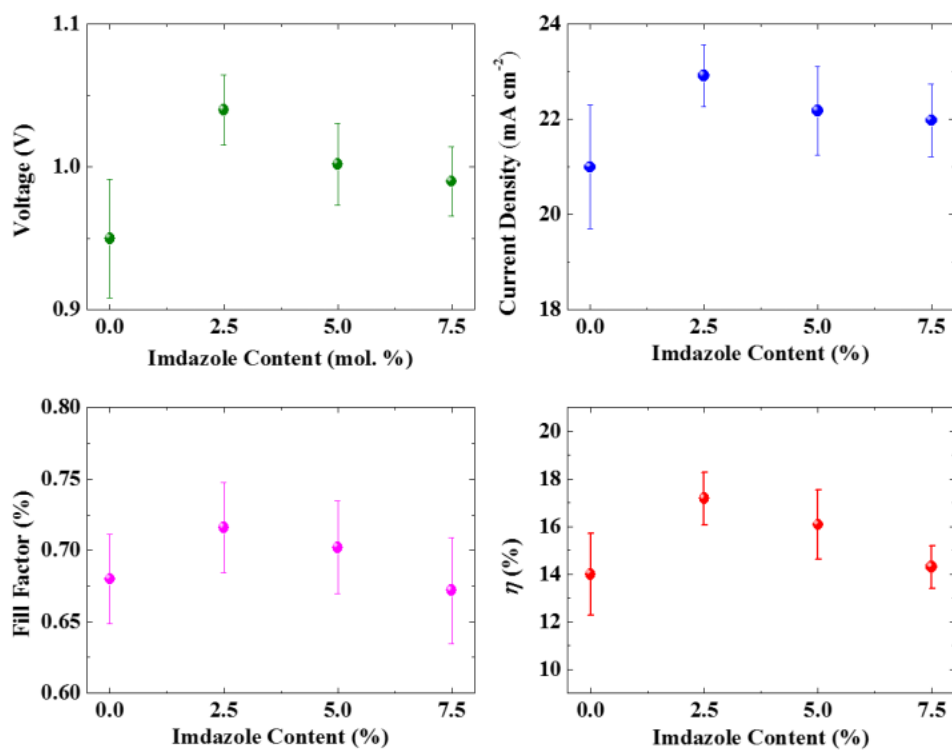 1.1
1.0
0.9
Voltage (V)
0.0 2.5 5.0 7.5
Imdazole Content (mol. %)
24
22
20
18
Current Density (mA cm⁻²)
0.0 2.5 5.0 7.5
Imdazole Content (%)
0.80
0.75
0.70
0.65
0.60
Fill Factor (%)
0.0 2.5 5.0 7.5
Imdazole Content (%)
20
18
16
14
12
10
η (%)
0.0 2.5 5.0 7.5
Imdazole Content (%)